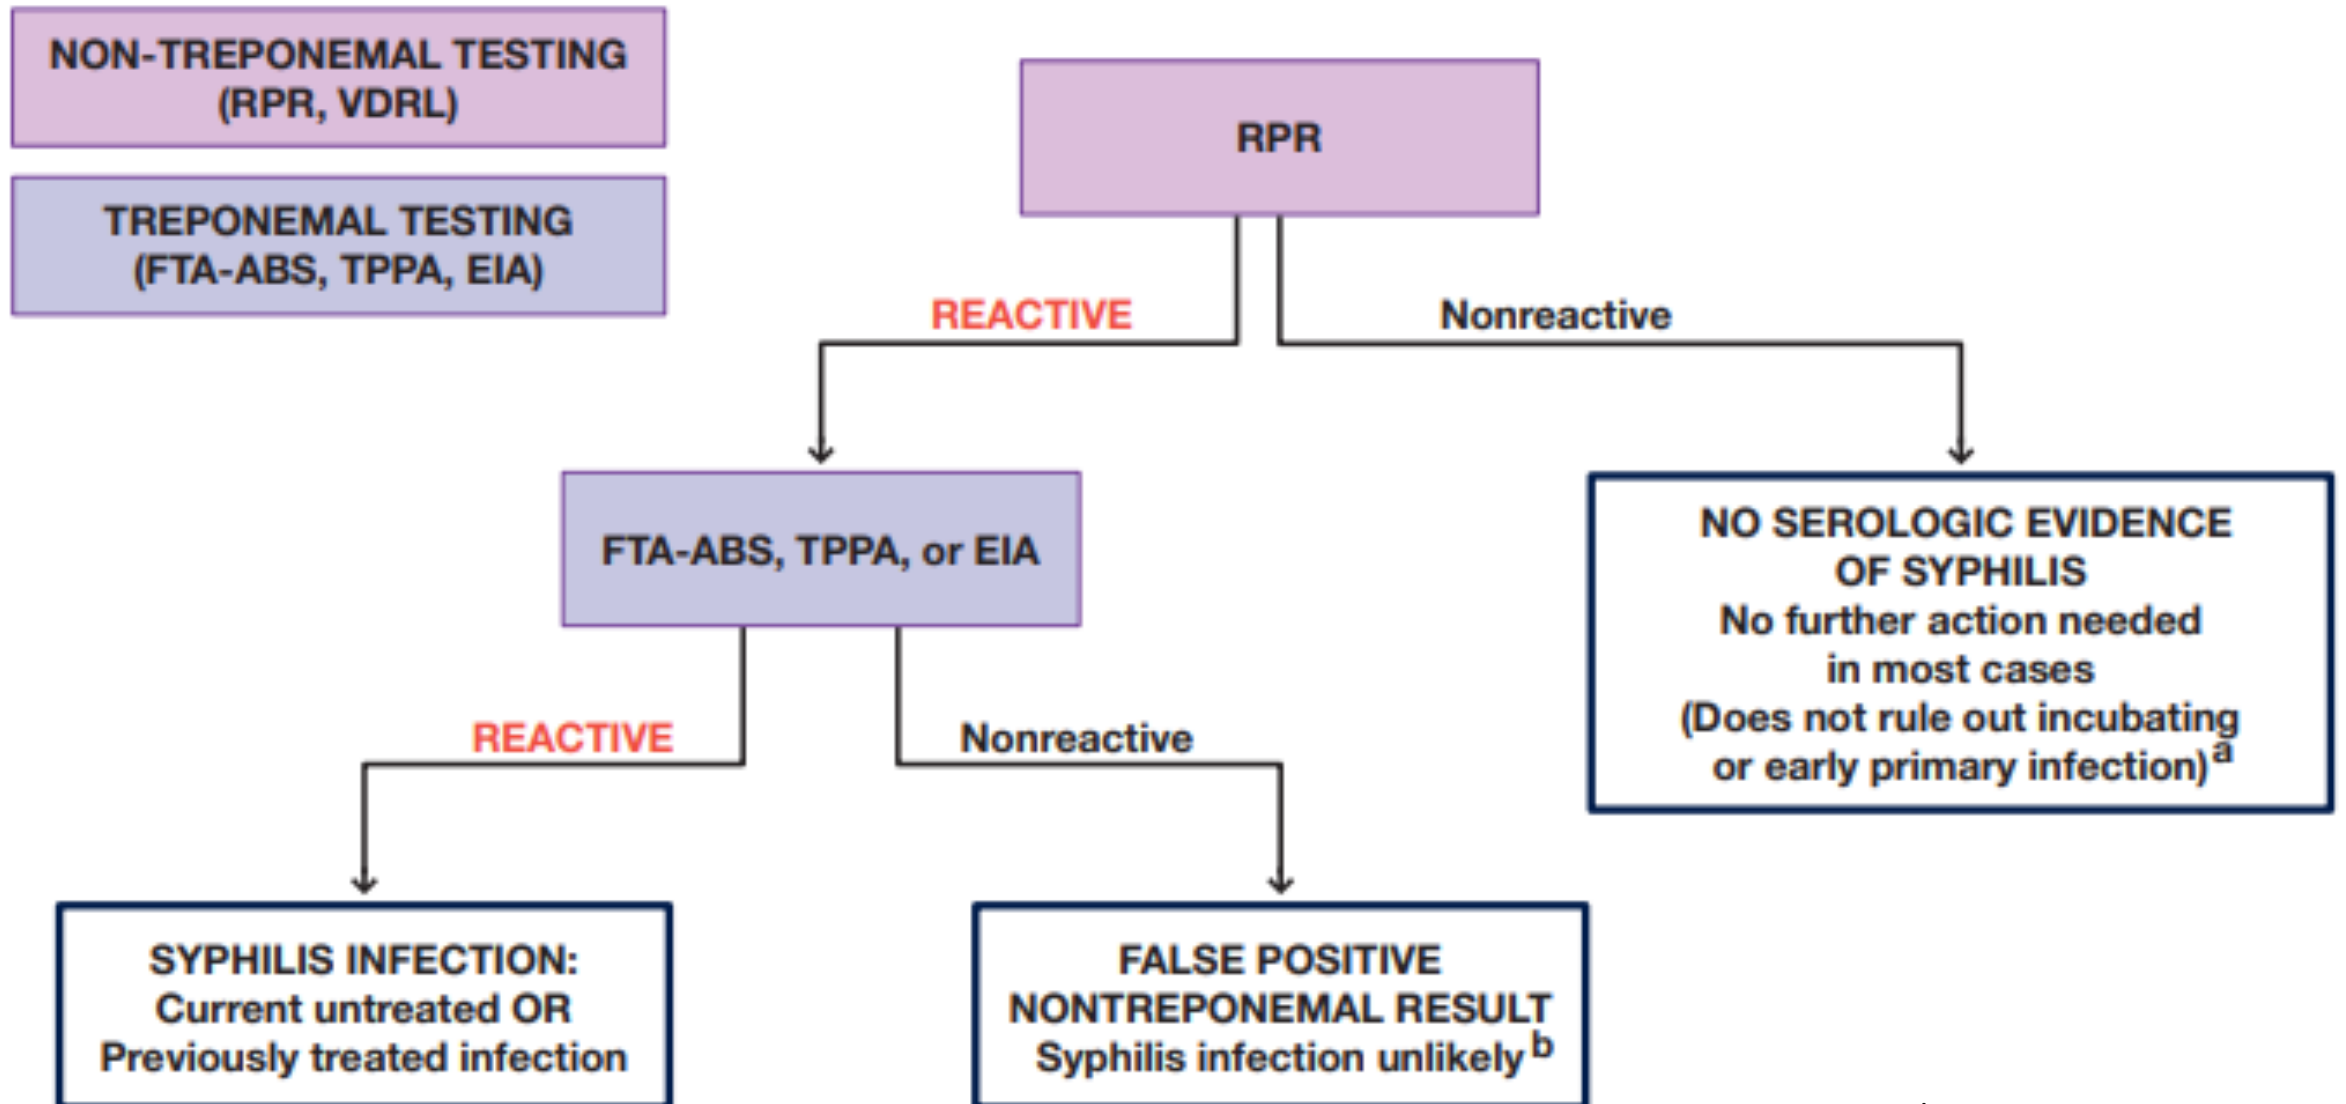 NON-TREPONEMAL TESTING
(RPR, VDRL)
TREPONEMAL TESTING
(FTA-ABS, TPPA, EIA)
RPR
REACTIVE
Nonreactive
FTA-ABS, TPPA, or EIA
NO SEROLOGIC EVIDENCE
OF SYPHILIS
No further action needed
in most cases
(Does not rule out incubating
or early primary infection)a
REACTIVE
Nonreactive
SYPHILIS INFECTION:
Current untreated OR
Previously treated infection
FALSE POSITIVE
NONTREPONEMAL RESULT
Syphilis infection unlikely b